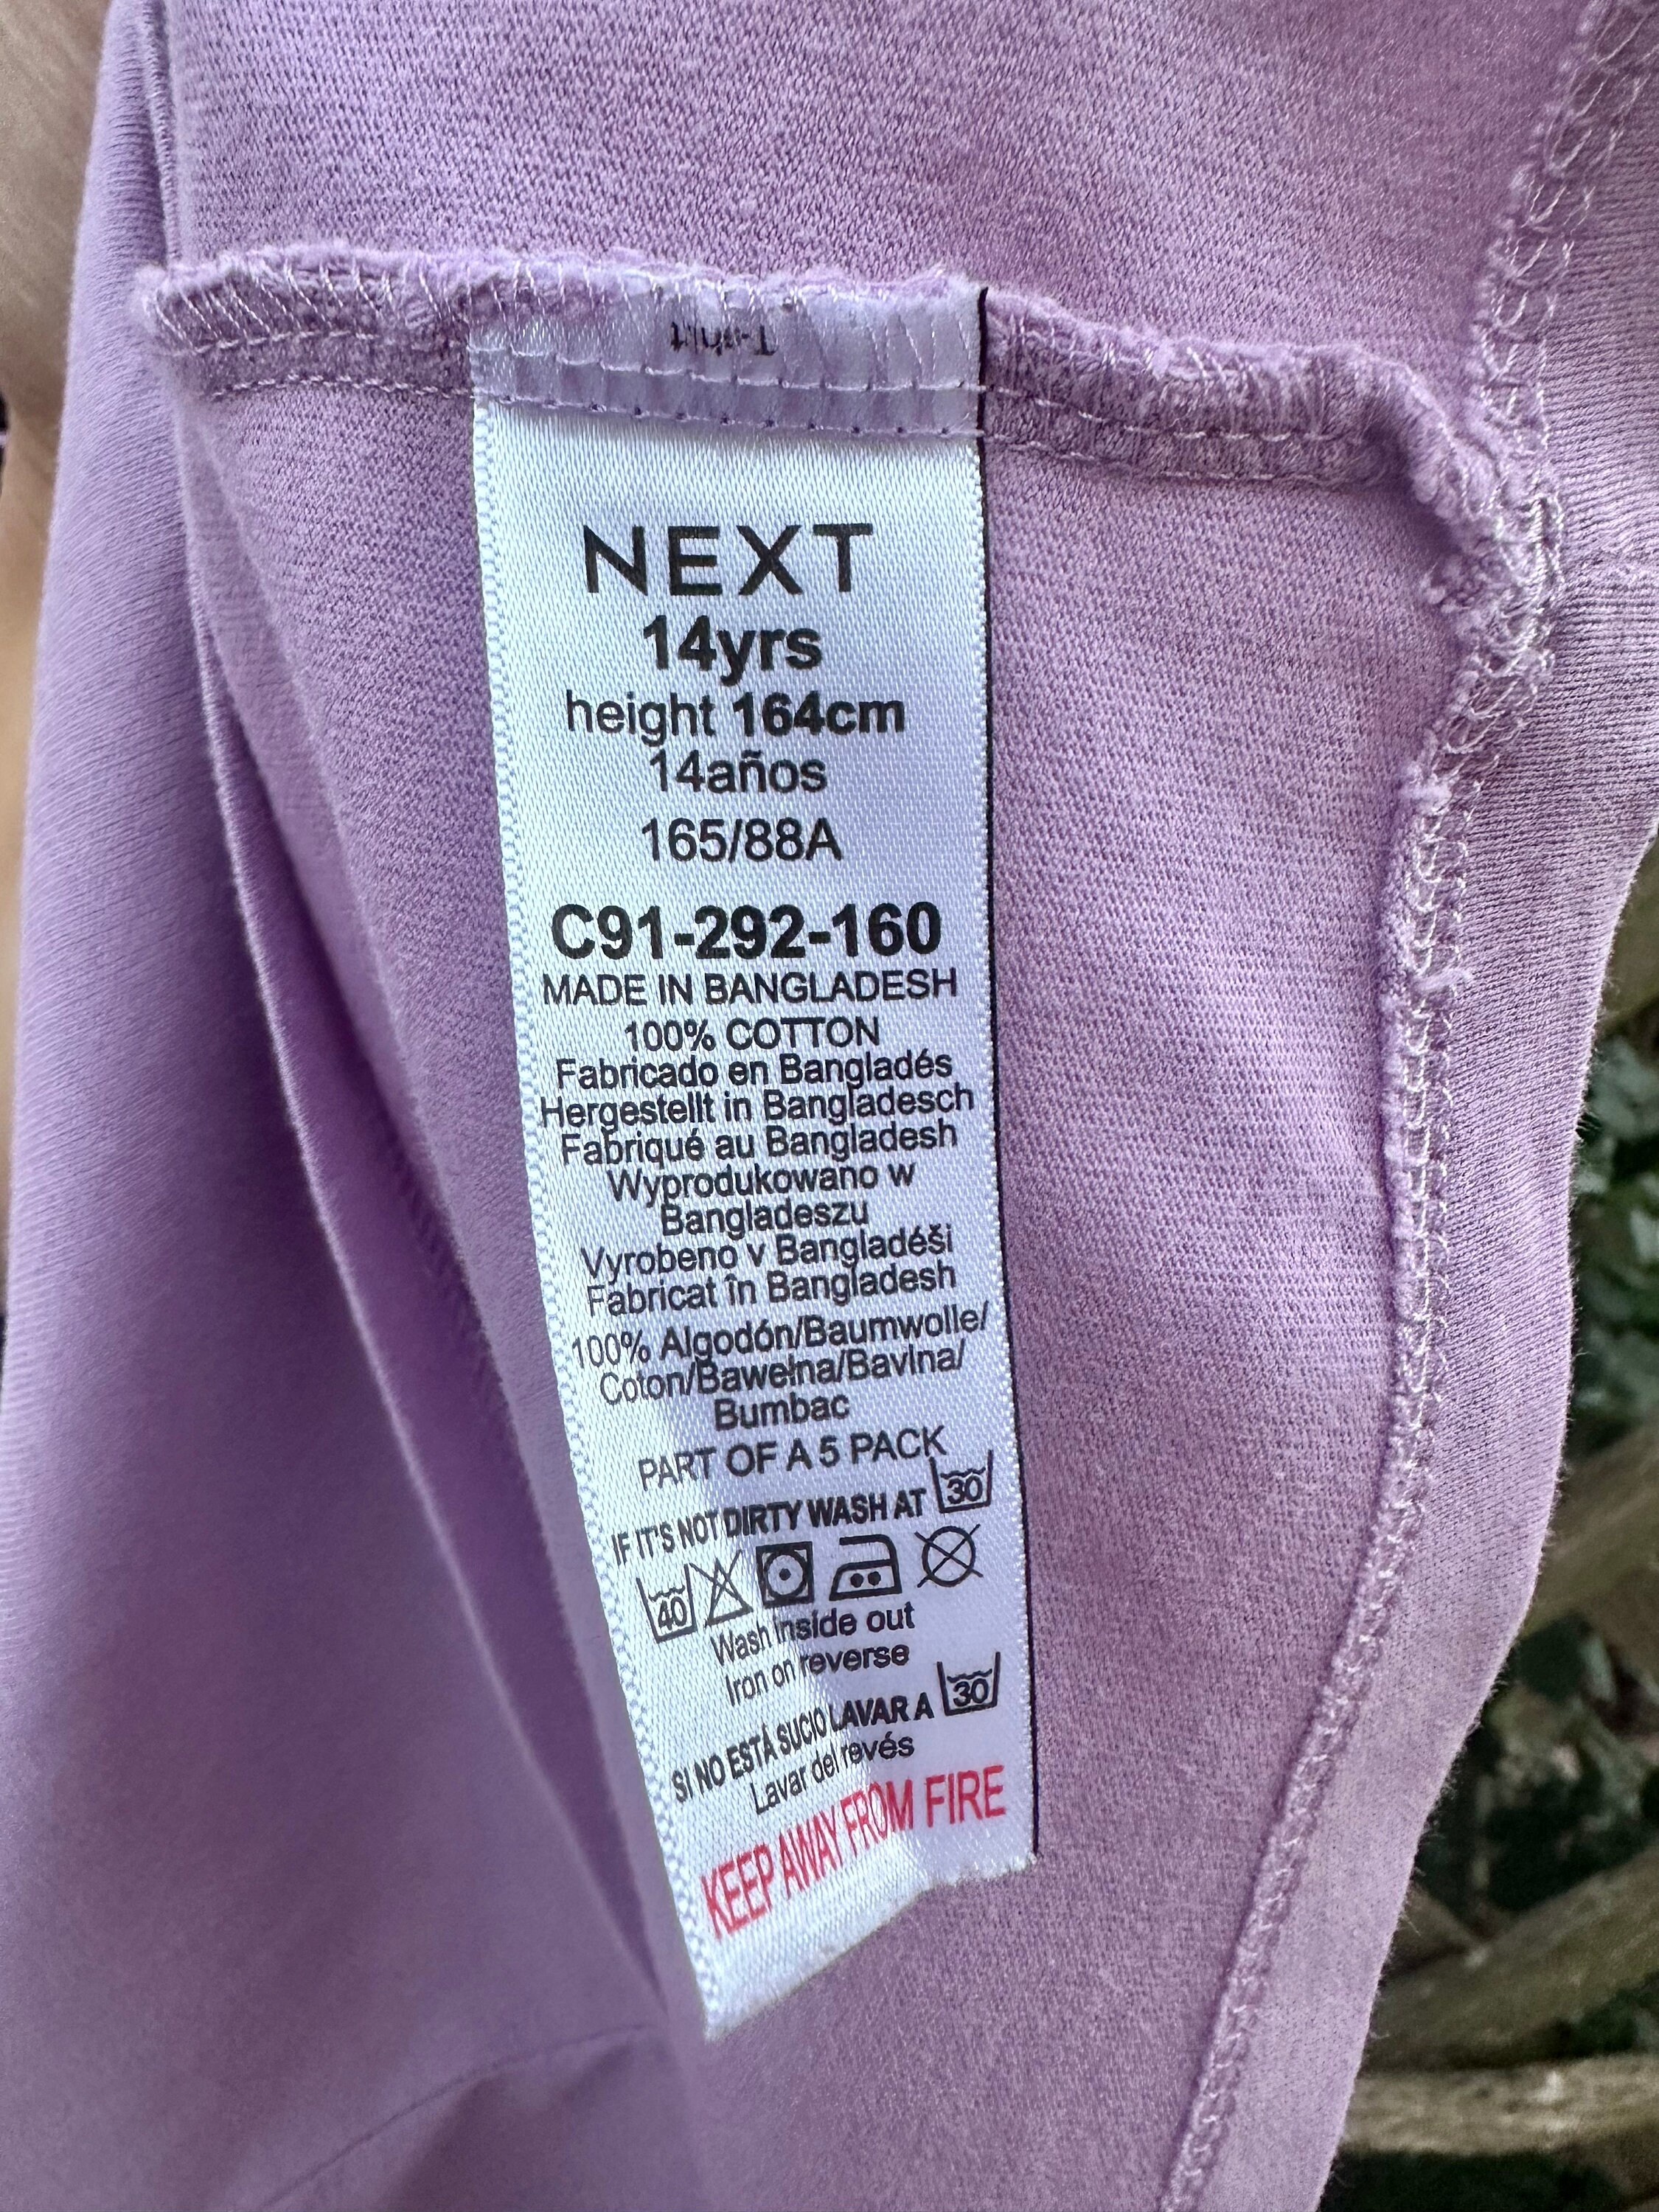 T-shirt
NEXT
14yrs
height 164cm
14años
165/88A
C91-292-160
MADE IN BANGLADESH
100% COTTON
Fabricado en Bangladés
Hergestellt in Bangladesch
Fabriqué au Bangladesh
Wyprodukowano w
Bangladeszu
Vyrobeno v Bangladéši
Fabricat în Bangladesh
100% Algodón/Baumwolle/
Coton/Bawełna/Bavlna/
Bumbac
PART OF A 5 PACK
IF IT'S NOT DIRTY WASH AT 30
40
Wash inside out
Iron on reverse
SI NO ESTÁ SUCIO LAVAR A 30
Lavar del revés
KEEP AWAY FROM FIRE